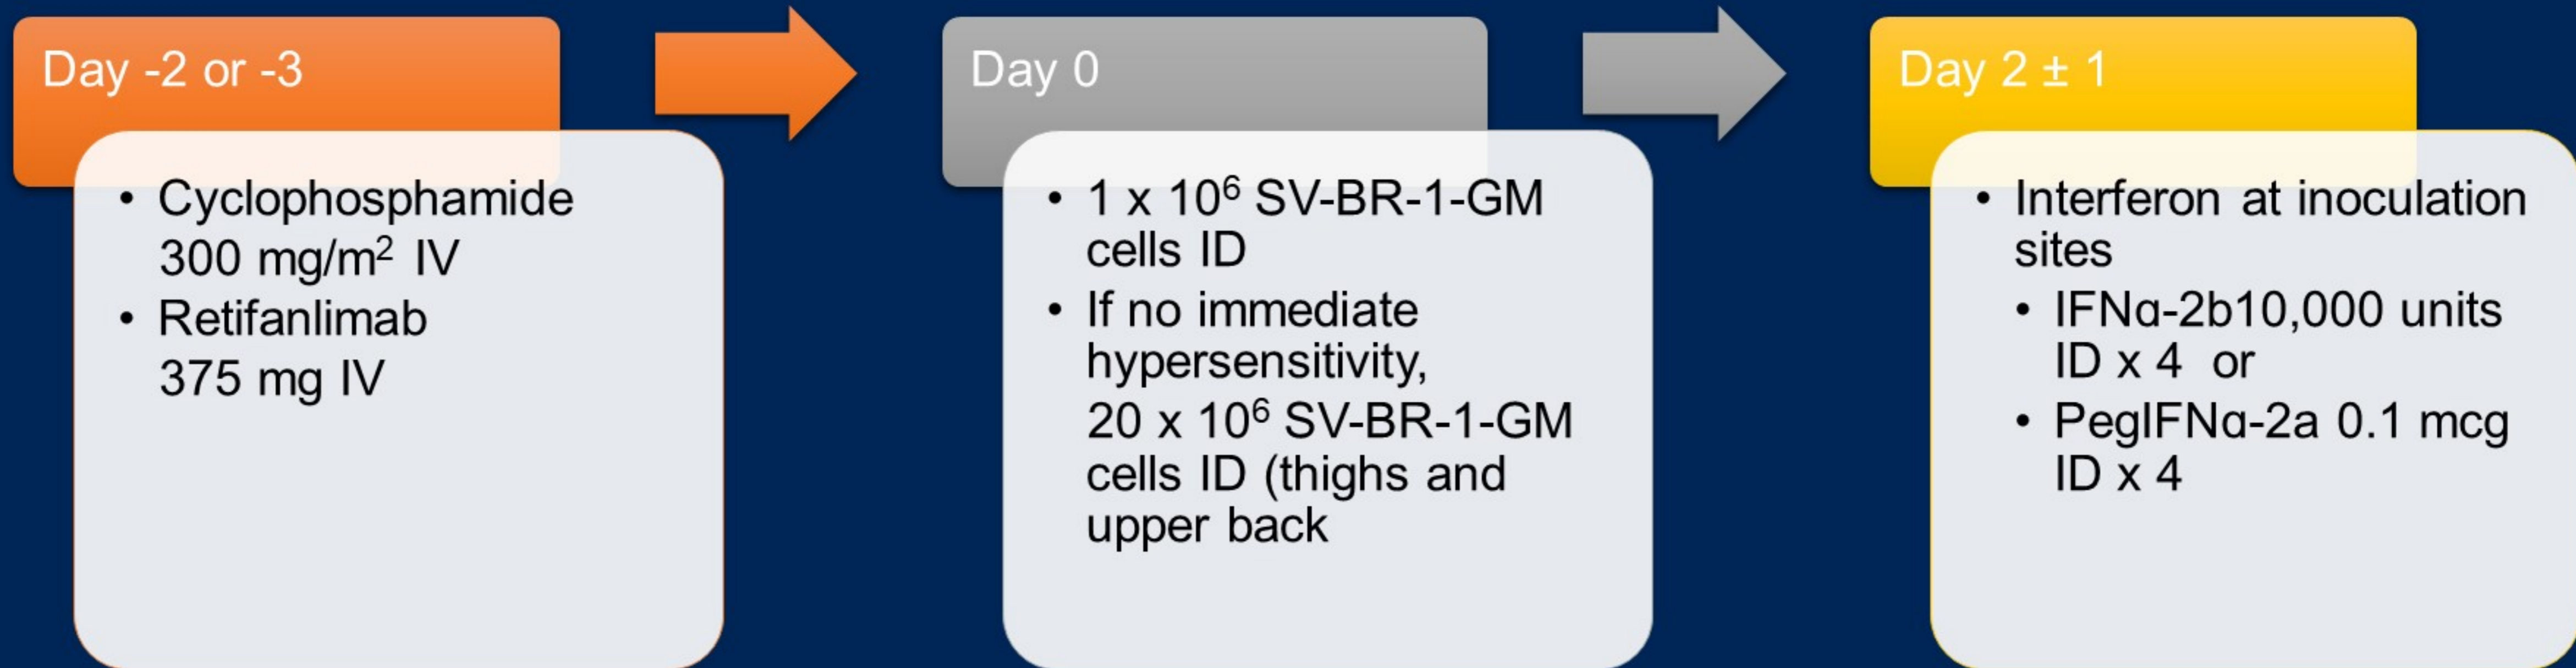 Day -2 or -3
• Cyclophosphamide
300 mg/m² IV
• Retifanlimab
375 mg IV
Day 0
• 1 x 10⁶ SV-BR-1-GM
cells ID
• If no immediate
hypersensitivity,
20 x 10⁶ SV-BR-1-GM
cells ID (thighs and
upper back
Day 2 ± 1
• Interferon at inoculation
sites
• IFNα-2b10,000 units
ID x 4 or
• PegIFNα-2a 0.1 mcg
ID x 4